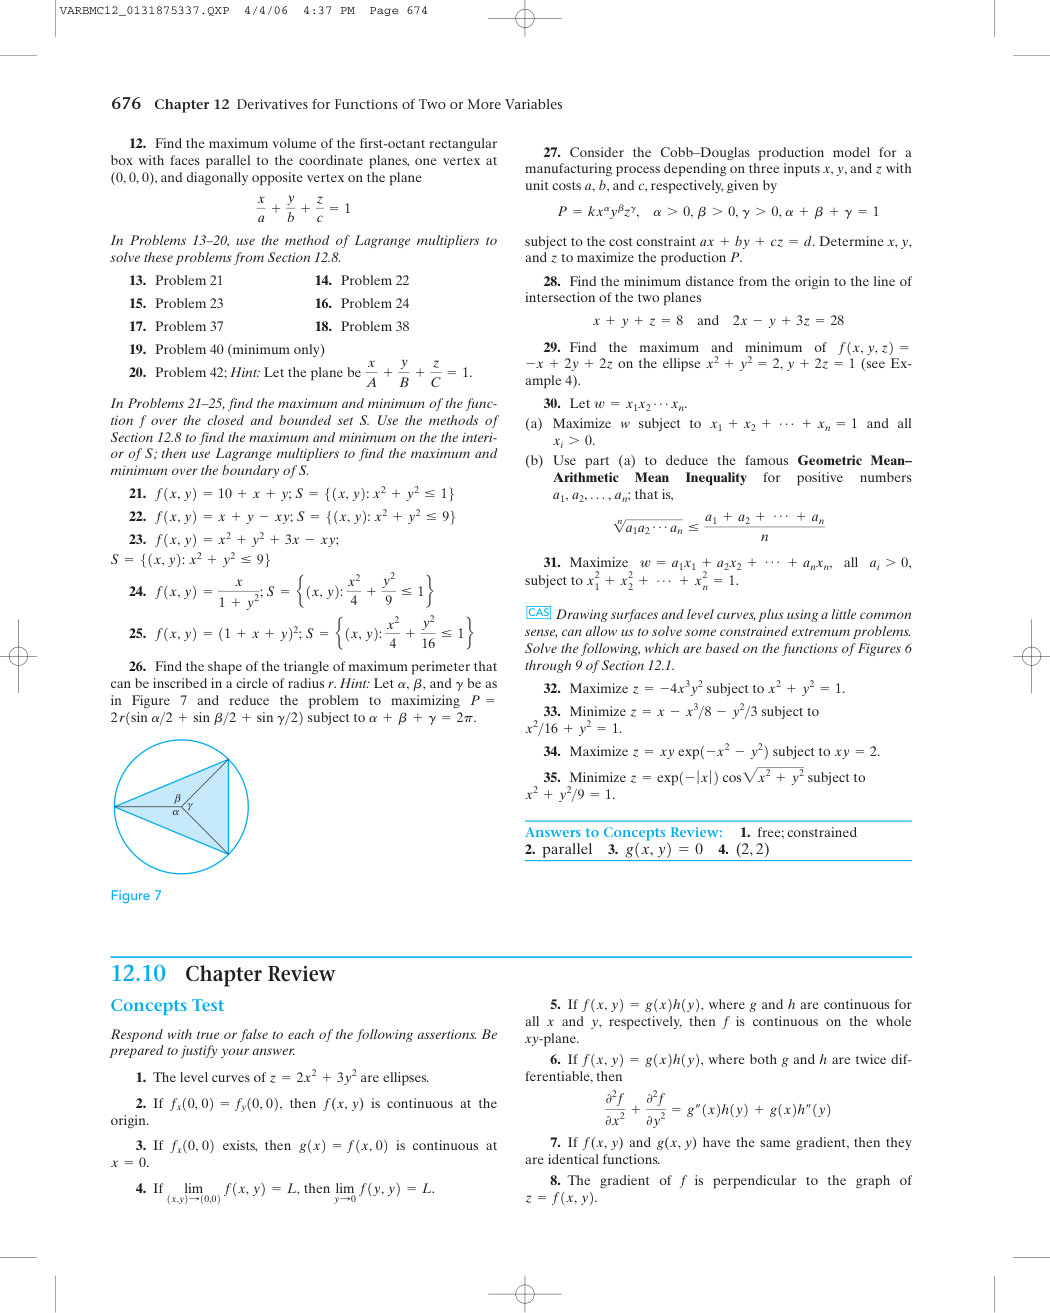 VARBMC12_0131875337.QXP  4/4/06  4:37 PM  Page 674
676  Chapter 12  Derivatives for Functions of Two or More Variables
12. Find the maximum volume of the first-octant rectangular
box with faces parallel to the coordinate planes, one vertex at
(0, 0, 0), and diagonally opposite vertex on the plane
x/a + y/b + z/c = 1
In Problems 13–20, use the method of Lagrange multipliers to
solve these problems from Section 12.8.
13. Problem 21  14. Problem 22
15. Problem 23  16. Problem 24
17. Problem 37  18. Problem 38
19. Problem 40 (minimum only)
20. Problem 42; Hint: Let the plane be x/A + y/B + z/C = 1.
In Problems 21–25, find the maximum and minimum of the func-
tion f over the closed and bounded set S. Use the methods of
Section 12.8 to find the maximum and minimum on the the interi-
or of S; then use Lagrange multipliers to find the maximum and
minimum over the boundary of S.
21. f(x, y) = 10 + x + y; S = {(x, y): x² + y² ≤ 1}
22. f(x, y) = x + y − xy; S = {(x, y): x² + y² ≤ 9}
23. f(x, y) = x² + y² + 3x − xy;
S = {(x, y): x² + y² ≤ 9}
24. f(x, y) = x/(1 + y²); S = {(x, y): x²/4 + y²/9 ≤ 1}
25. f(x, y) = (1 + x + y)²; S = {(x, y): x²/4 + y²/16 ≤ 1}
26. Find the shape of the triangle of maximum perimeter that
can be inscribed in a circle of radius r. Hint: Let α, β, and γ be as
in Figure 7 and reduce the problem to maximizing P =
2r(sin α/2 + sin β/2 + sin γ/2) subject to α + β + γ = 2π.
β
γ
α
Figure 7
27. Consider the Cobb–Douglas production model for a
manufacturing process depending on three inputs x, y, and z with
unit costs a, b, and c, respectively, given by
P = kx^α y^β z^γ,  α > 0, β > 0, γ > 0, α + β + γ = 1
subject to the cost constraint ax + by + cz = d. Determine x, y,
and z to maximize the production P.
28. Find the minimum distance from the origin to the line of
intersection of the two planes
x + y + z = 8  and  2x − y + 3z = 28
29. Find the maximum and minimum of f(x, y, z) =
−x + 2y + 2z on the ellipse x² + y² = 2, y + 2z = 1 (see Ex-
ample 4).
30. Let w = x₁x₂ ⋯ xₙ.
(a) Maximize w subject to x₁ + x₂ + ⋯ + xₙ = 1 and all
xᵢ > 0.
(b) Use part (a) to deduce the famous Geometric Mean–
Arithmetic Mean Inequality for positive numbers
a₁, a₂, …, aₙ; that is,
ⁿ√(a₁a₂ ⋯ aₙ) ≤ (a₁ + a₂ + ⋯ + aₙ)/n
31. Maximize w = a₁x₁ + a₂x₂ + ⋯ + aₙxₙ, all aᵢ > 0,
subject to x₁² + x₂² + ⋯ + xₙ² = 1.
CAS Drawing surfaces and level curves, plus using a little common
sense, can allow us to solve some constrained extremum problems.
Solve the following, which are based on the functions of Figures 6
through 9 of Section 12.1.
32. Maximize z = −4x³y² subject to x² + y² = 1.
33. Minimize z = x − x³/8 − y²/3 subject to
x²/16 + y² = 1.
34. Maximize z = xy exp(−x² − y²) subject to xy = 2.
35. Minimize z = exp(−|x|) cos√(x² + y²) subject to
x² + y²/9 = 1.
Answers to Concepts Review:  1. free; constrained
2. parallel  3. g(x, y) = 0  4. (2, 2)
12.10 Chapter Review
Concepts Test
Respond with true or false to each of the following assertions. Be
prepared to justify your answer.
1. The level curves of z = 2x² + 3y² are ellipses.
2. If fₓ(0, 0) = f_y(0, 0), then f(x, y) is continuous at the
origin.
3. If fₓ(0, 0) exists, then g(x) = f(x, 0) is continuous at
x = 0.
4. If lim (x,y)→(0,0) f(x, y) = L, then lim y→0 f(y, y) = L.
5. If f(x, y) = g(x)h(y), where g and h are continuous for
all x and y, respectively, then f is continuous on the whole
xy-plane.
6. If f(x, y) = g(x)h(y), where both g and h are twice dif-
ferentiable, then
∂²f/∂x² + ∂²f/∂y² = g″(x)h(y) + g(x)h″(y)
7. If f(x, y) and g(x, y) have the same gradient, then they
are identical functions.
8. The gradient of f is perpendicular to the graph of
z = f(x, y).